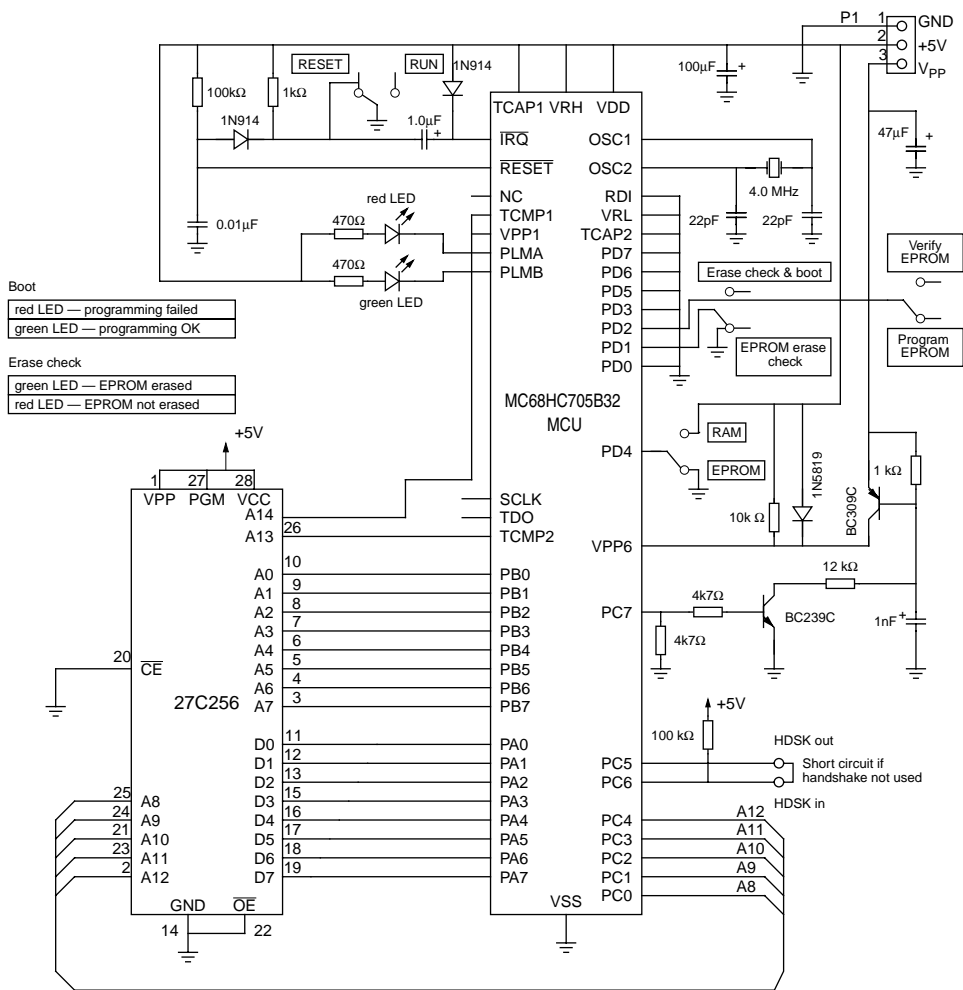 P1 1 GND
2 +5V
3 VPP
RESET
RUN
1N914
100kΩ
1kΩ
1N914
1.0µF +
100µF +
47µF +
TCAP1 VRH VDD
IRQ
RESET
NC
TCMP1
VPP1
PLMA
PLMB
OSC1
OSC2
RDI
VRL
TCAP2
PD7
PD6
PD5
PD3
PD2
PD1
PD0
4.0 MHz
22pF 22pF
0.01µF
red LED
470Ω
470Ω
green LED
Boot
red LED — programming failed
green LED — programming OK
Erase check
green LED — EPROM erased
red LED — EPROM not erased
Erase check & boot
EPROM erase
check
Verify
EPROM
Program
EPROM
MC68HC705B32
MCU
PD4
RAM
EPROM
1N5819
10k Ω
1 kΩ
BC309C
VPP6
12 kΩ
PC7
4k7Ω
4k7Ω
BC239C
1nF +
+5V
1 27 28
VPP PGM VCC
A14
A13 26
SCLK
TDO
TCMP2
A0 10 PB0
A1 9 PB1
A2 8 PB2
A3 7 PB3
A4 6 PB4
A5 5 PB5
A6 4 PB6
A7 3 PB7
20 CE
27C256
D0 11 PA0
D1 12 PA1
D2 13 PA2
D3 15 PA3
D4 16 PA4
D5 17 PA5
D6 18 PA6
D7 19 PA7
25 A8
24 A9
21 A10
23 A11
2 A12
GND OE
14 22
VSS
+5V
100 kΩ
HDSK out
PC5
PC6
Short circuit if
handshake not used
HDSK in
PC4 A12
PC3 A11
PC2 A10
PC1 A9
PC0 A8